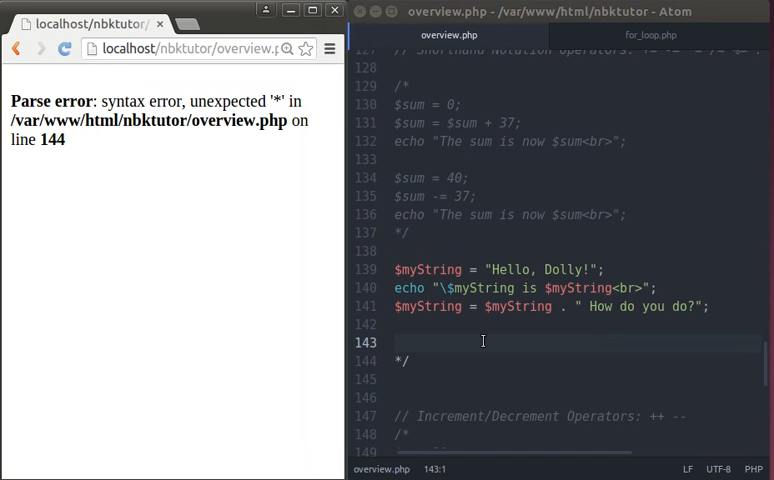 localhost/nbktutor/
localhost/nbktutor/overview.p
Parse error: syntax error, unexpected '*' in
/var/www/html/nbktutor/overview.php on
line 144
overview.php - /var/www/html/nbktutor - Atom
overview.php
for_loop.php
127 // Shorthand Notation Operators: += -= *= /= %= .
128
129 /*
130 $sum = 0;
131 $sum = $sum + 37;
132 echo "The sum is now $sum<br>";
133
134 $sum = 40;
135 $sum -= 37;
136 echo "The sum is now $sum<br>";
137 */
138
139 $myString = "Hello, Dolly!";
140 echo "\$myString is $myString<br>";
141 $myString = $myString . " How do you do?";
142
143
144 */
145
146
147 // Increment/Decrement Operators: ++ --
148 /*
149
overview.php 143:1 LF UTF-8 PHP